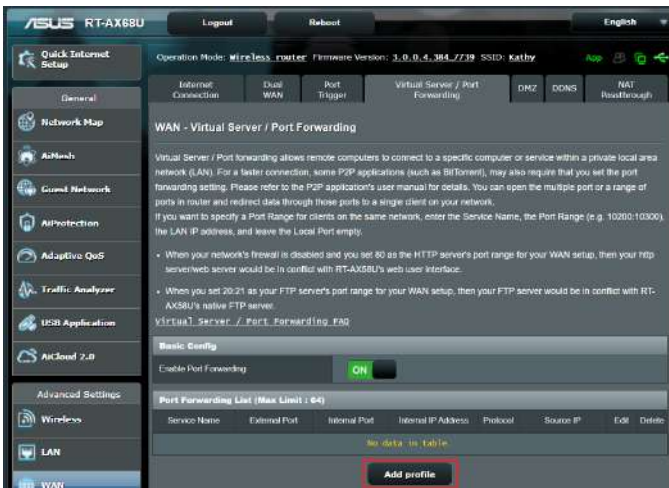 ASUS RT-AX68U
Logout
Reboot
English
Quick Internet
Setup
Operation Mode: Wireless router Firmware Version: 3.0.0.4.384_7739 SSID: Kathy
App
General
Network Map
AiMesh
Guest Network
AiProtection
Adaptive QoS
Traffic Analyzer
USB Application
AiCloud 2.0
Advanced Settings
Wireless
LAN
WAN
Internet
Connection
Dual
WAN
Port
Trigger
Virtual Server / Port
Forwarding
DMZ
DDNS
NAT
Passthrough
WAN - Virtual Server / Port Forwarding
Virtual Server / Port forwarding allows remote computers to connect to a specific computer or service within a private local area
network (LAN). For a faster connection, some P2P applications (such as BitTorrent), may also require that you set the port
forwarding setting. Please refer to the P2P application's user manual for details. You can open the multiple port or a range of
ports in router and redirect data through those ports to a single client on your network.
If you want to specify a Port Range for clients on the same network, enter the Service Name, the Port Range (e.g. 10200:10300),
the LAN IP address, and leave the Local Port empty.
• When your network's firewall is disabled and you set 80 as the HTTP server's port range for your WAN setup, then your http
server/web server would be in conflict with RT-AX68U's web user interface.
• When you set 20:21 as your FTP server's port range for your WAN setup, then your FTP server would be in conflict with RT-
AX68U's native FTP server.
Virtual Server / Port Forwarding FAQ
Basic Config
Enable Port Forwarding
ON
Port Forwarding List (Max Limit : 64)
Service Name External Port Internal Port Internal IP Address Protocol Source IP Edit Delete
No data in table.
Add profile